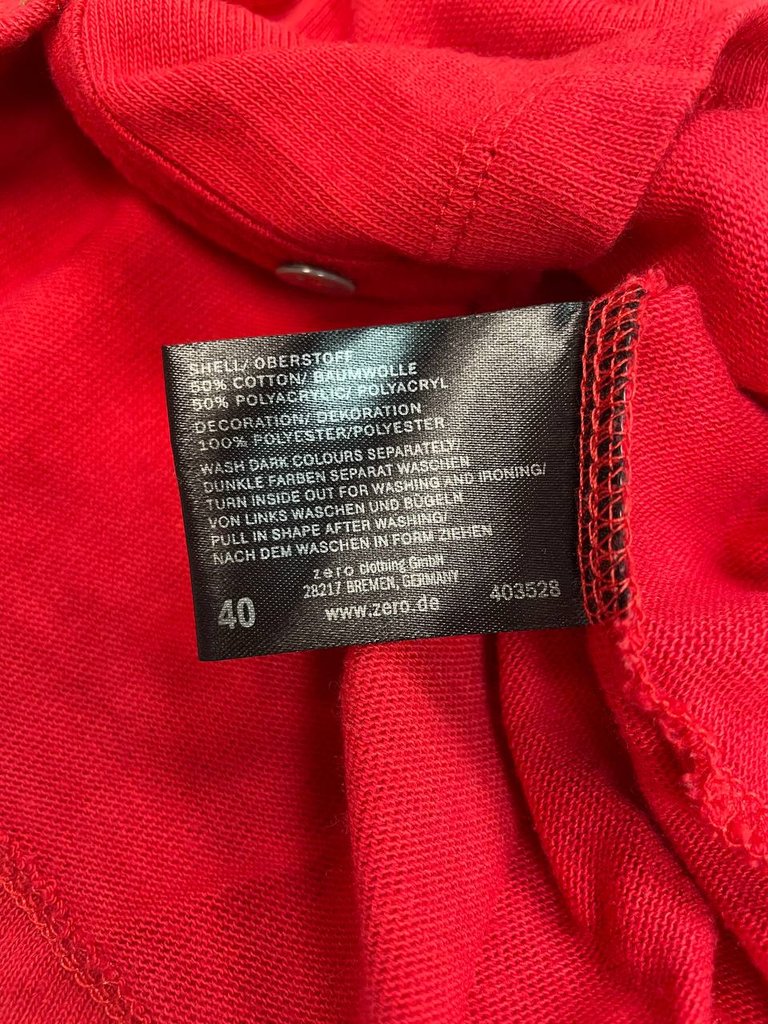 SHELL/ OBERSTOFF
50% COTTON/ BAUMWOLLE
50% POLYACRYLIC/ POLYACRYL
DECORATION/ DEKORATION
100% POLYESTER/POLYESTER
WASH DARK COLOURS SEPARATELY/
DUNKLE FARBEN SEPARAT WASCHEN
TURN INSIDE OUT FOR WASHING AND IRONING/
VON LINKS WASCHEN UND BÜGELN
PULL IN SHAPE AFTER WASHING/
NACH DEM WASCHEN IN FORM ZIEHEN
zero clothing GmbH
28217 BREMEN, GERMANY
40 www.zero.de 403528